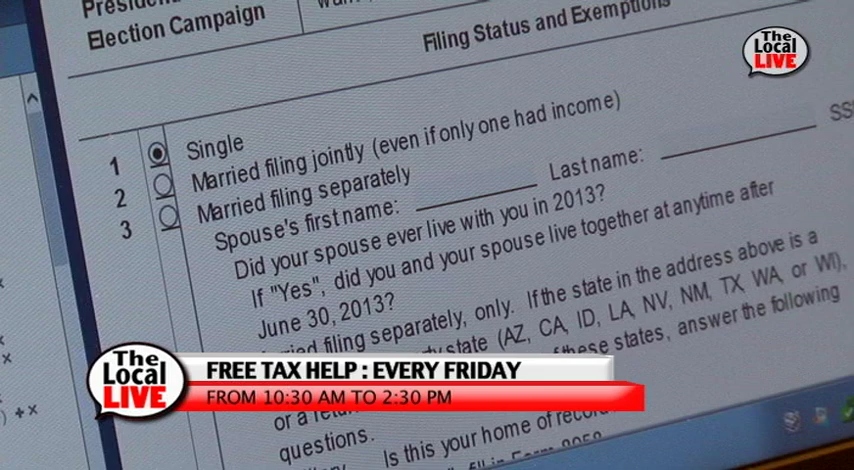 Election Campaign
Filing Status and Exemptions
The
Local
LIVE
1 Single
2 Married filing jointly (even if only one had income)
3 Married filing separately
Spouse's first name: Last name:
Did your spouse ever live with you in 2013?
If "Yes", did you and your spouse live together at anytime after
June 30, 2013?
filing separately, only. If the state in the address above is a
state (AZ, CA, ID, LA, NV, NM, TX, WA, or WI),
these states, answer the following
The
Local
LIVE
FREE TAX HELP : EVERY FRIDAY
FROM 10:30 AM TO 2:30 PM
or a
questions.
Is this your home of